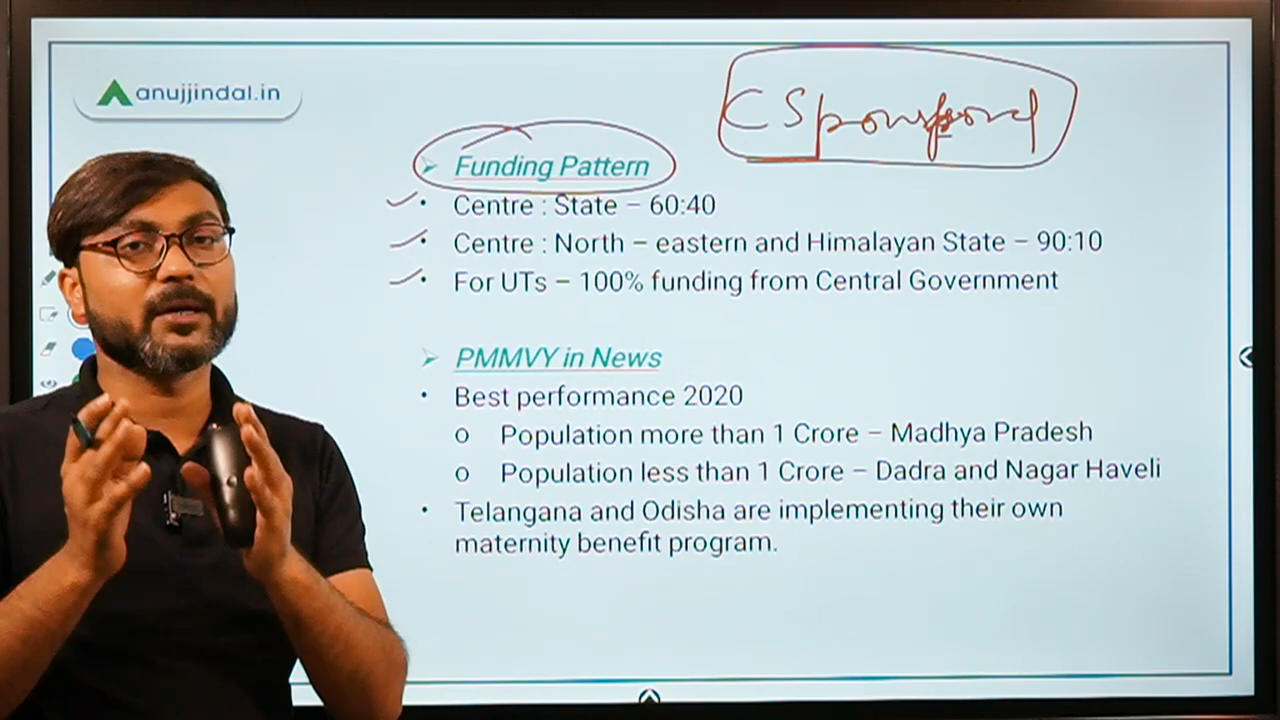 anujjindal.in
C Sponsored
➢ Funding Pattern
• Centre : State – 60:40
• Centre : North – eastern and Himalayan State – 90:10
• For UTs – 100% funding from Central Government
➢ PMMVY in News
• Best performance 2020
o Population more than 1 Crore – Madhya Pradesh
o Population less than 1 Crore – Dadra and Nagar Haveli
• Telangana and Odisha are implementing their own
maternity benefit program.